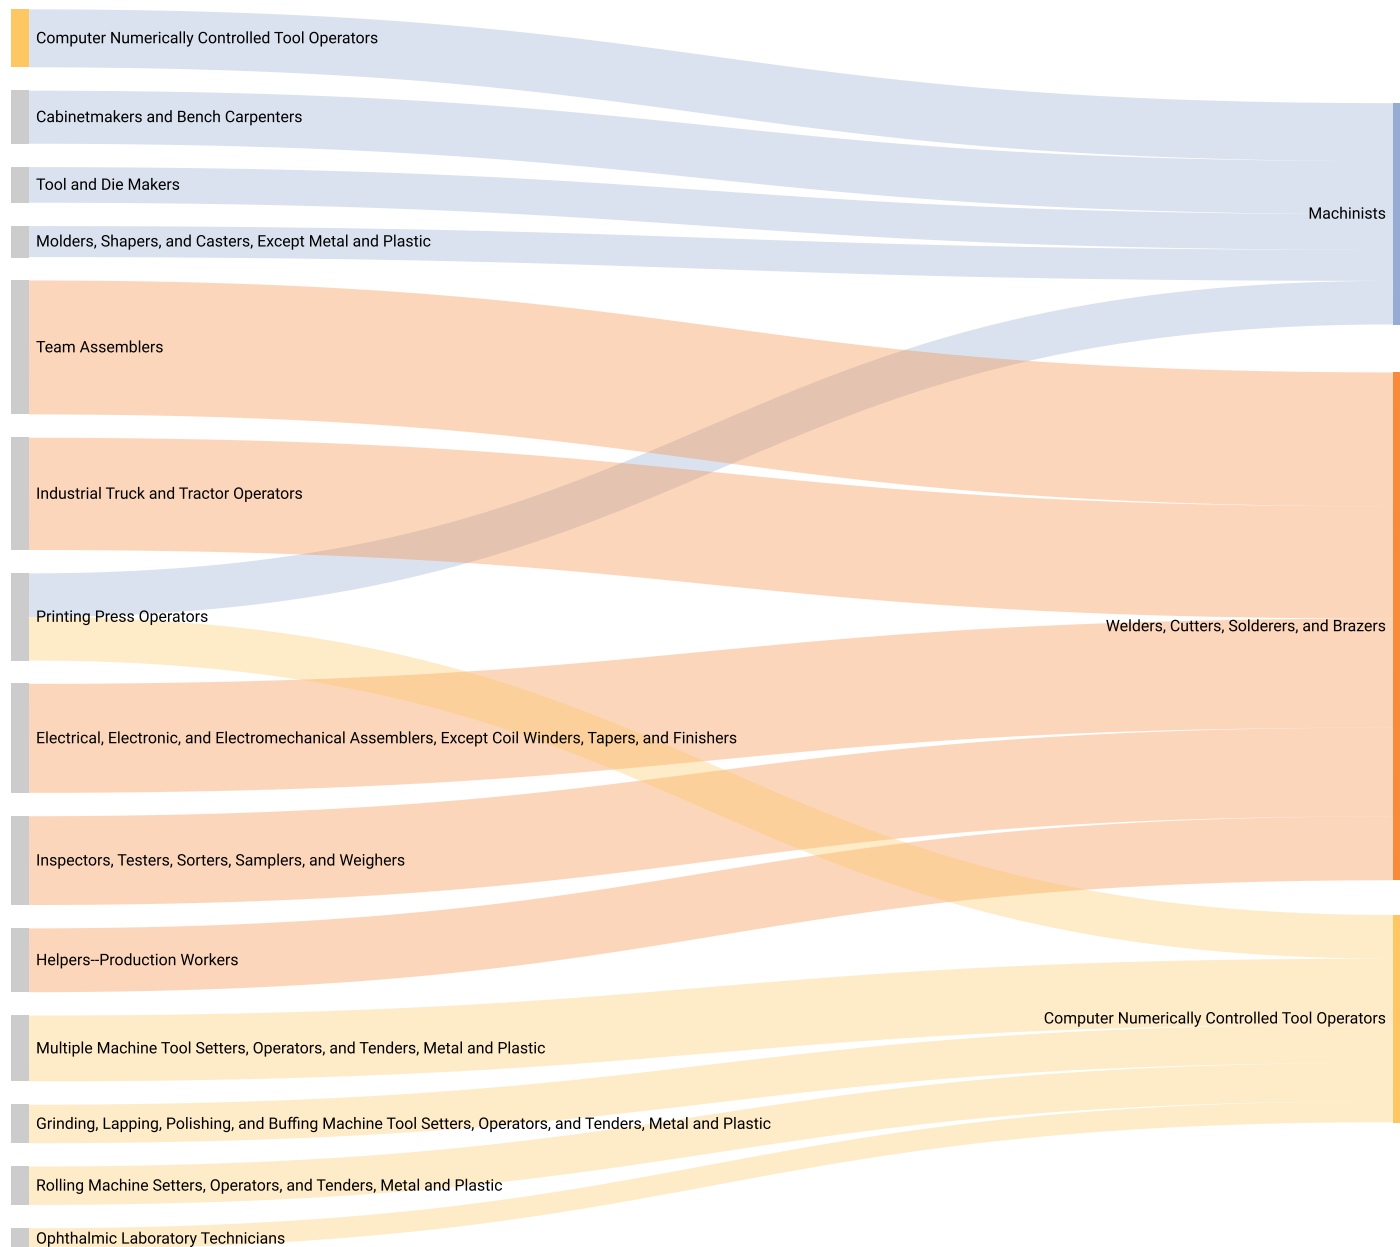 Computer Numerically Controlled Tool Operators
Cabinetmakers and Bench Carpenters
Tool and Die Makers
Machinists
Molders, Shapers, and Casters, Except Metal and Plastic
Team Assemblers
Industrial Truck and Tractor Operators
Printing Press Operators
Welders, Cutters, Solderers, and Brazers
Electrical, Electronic, and Electromechanical Assemblers, Except Coil Winders, Tapers, and Finishers
Inspectors, Testers, Sorters, Samplers, and Weighers
Helpers--Production Workers
Computer Numerically Controlled Tool Operators
Multiple Machine Tool Setters, Operators, and Tenders, Metal and Plastic
Grinding, Lapping, Polishing, and Buffing Machine Tool Setters, Operators, and Tenders, Metal and Plastic
Rolling Machine Setters, Operators, and Tenders, Metal and Plastic
Ophthalmic Laboratory Technicians